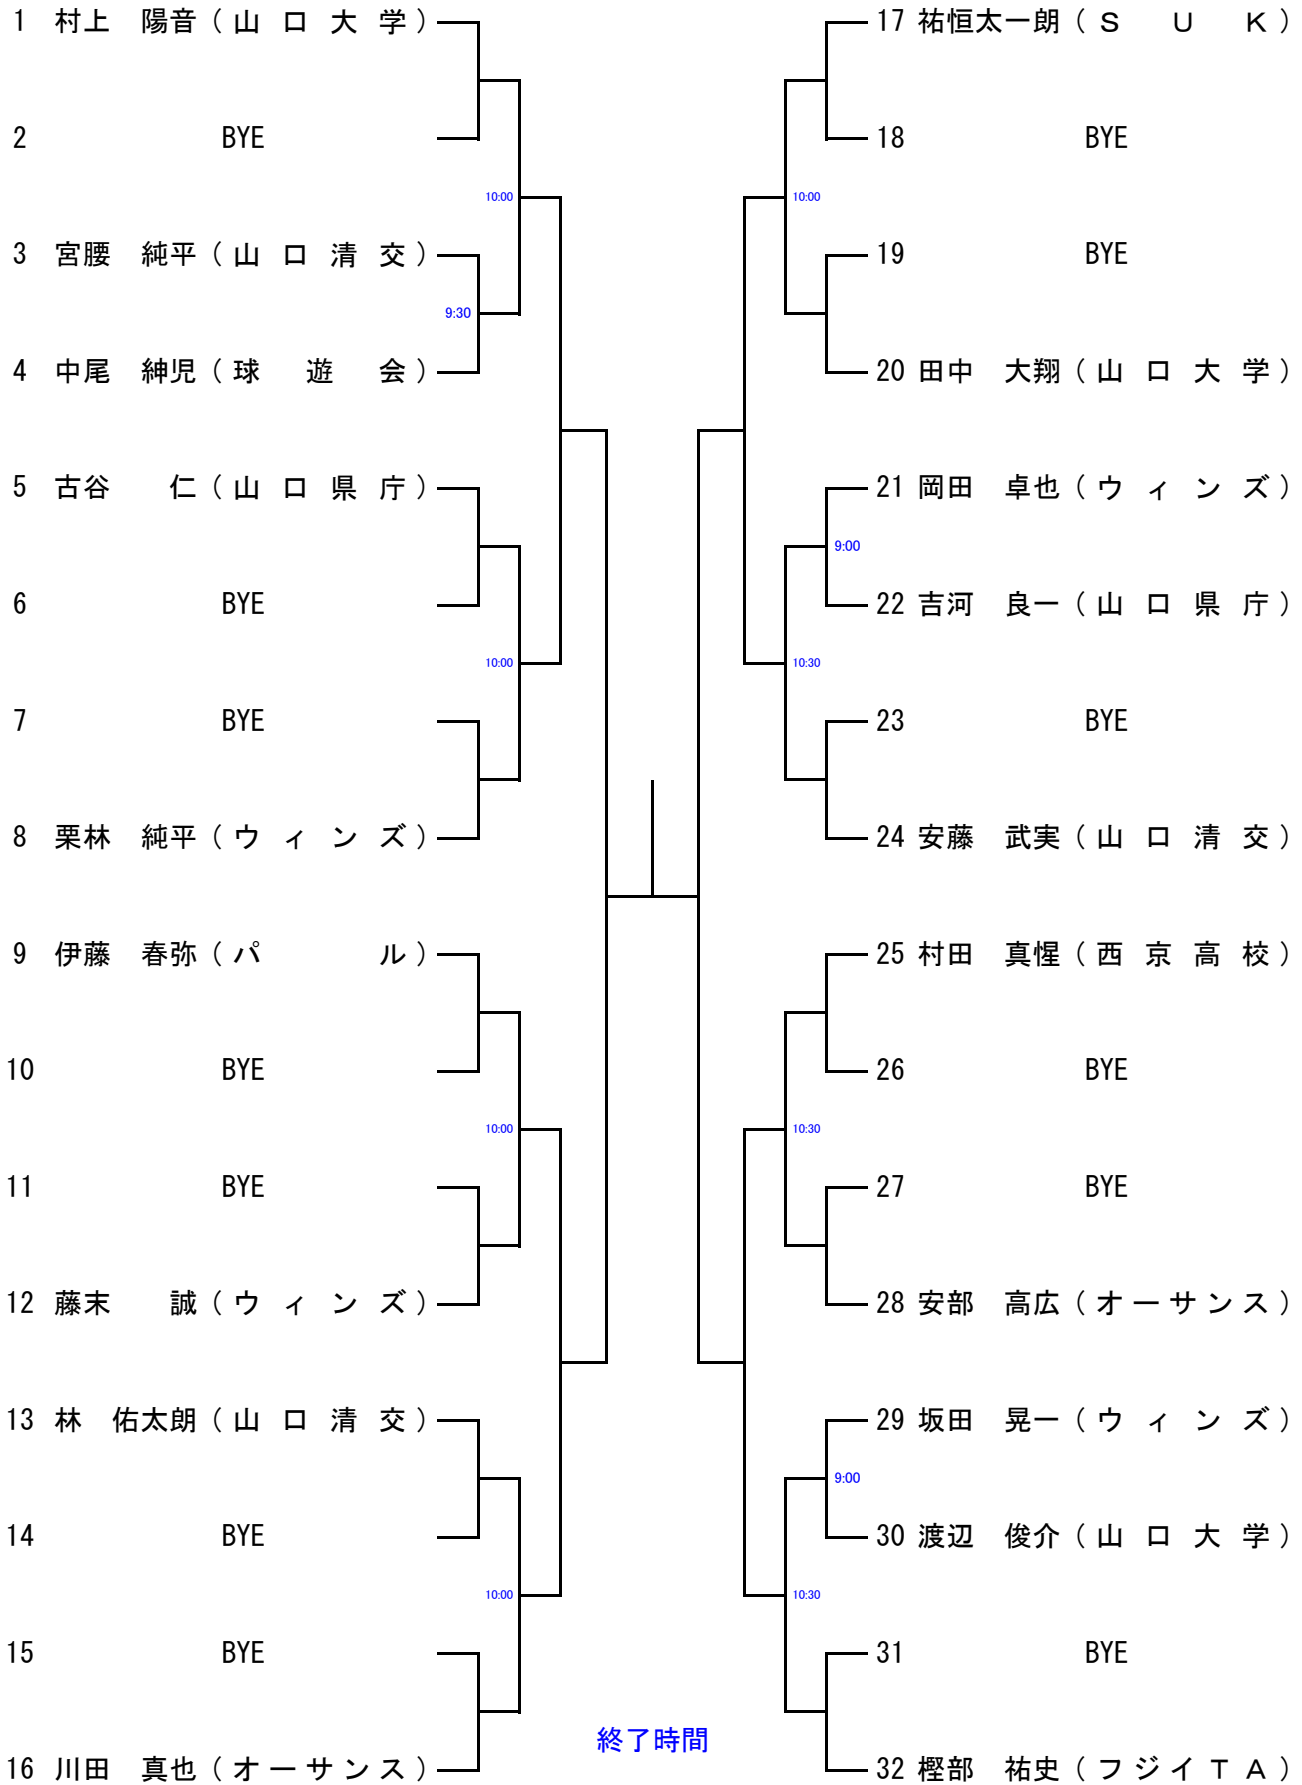 1 村上 陽音 ( 山 口 大 学 )
2 BYE
10:00
3 宮腰 純平 ( 山 口 清 交 )
9:30
4 中尾 紳児 ( 球 遊 会 )
5 古谷 仁 ( 山 口 県 庁 )
6 BYE
10:00
7 BYE
8 栗林 純平 ( ウ ィ ン ズ )
9 伊藤 春弥 ( パ ル )
10 BYE
10:00
11 BYE
12 藤末 誠 ( ウ ィ ン ズ )
13 林 佑太朗 ( 山 口 清 交 )
14 BYE
10:00
15 BYE
16 川田 真也 ( オ ー サ ン ス )
終了時間
17 祐恒太一朗 ( Ｓ Ｕ Ｋ )
18 BYE
10:00
19 BYE
20 田中 大翔 ( 山 口 大 学 )
21 岡田 卓也 ( ウ ィ ン ズ )
9:00
22 吉河 良一 ( 山 口 県 庁 )
10:30
23 BYE
24 安藤 武実 ( 山 口 清 交 )
25 村田 真惺 ( 西 京 高 校 )
26 BYE
10:30
27 BYE
28 安部 高広 ( オ ー サ ン ス )
29 坂田 晃一 ( ウ ィ ン ズ )
9:00
30 渡辺 俊介 ( 山 口 大 学 )
10:30
31 BYE
32 樫部 祐史 ( フ ジ イ Ｔ Ａ )